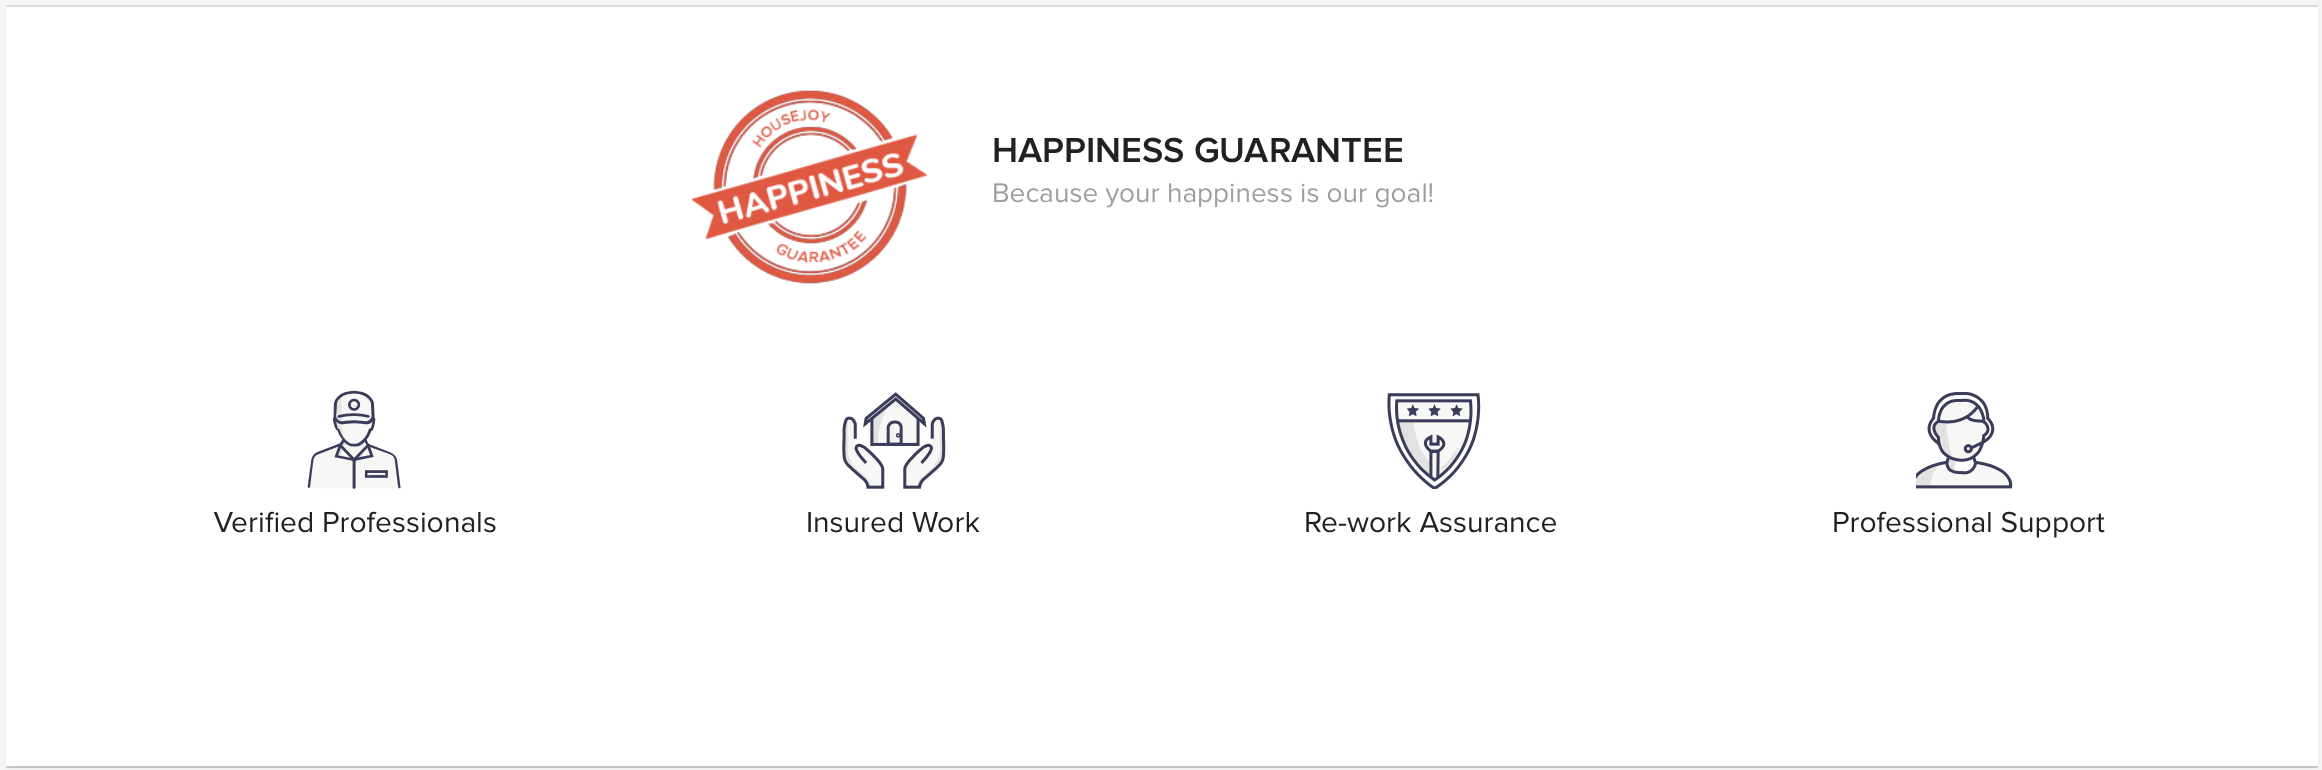 HOUSEJOY
HAPPINESS
GUARANTEE
HAPPINESS GUARANTEE
Because your happiness is our goal!
Verified Professionals
Insured Work
Re-work Assurance
Professional Support